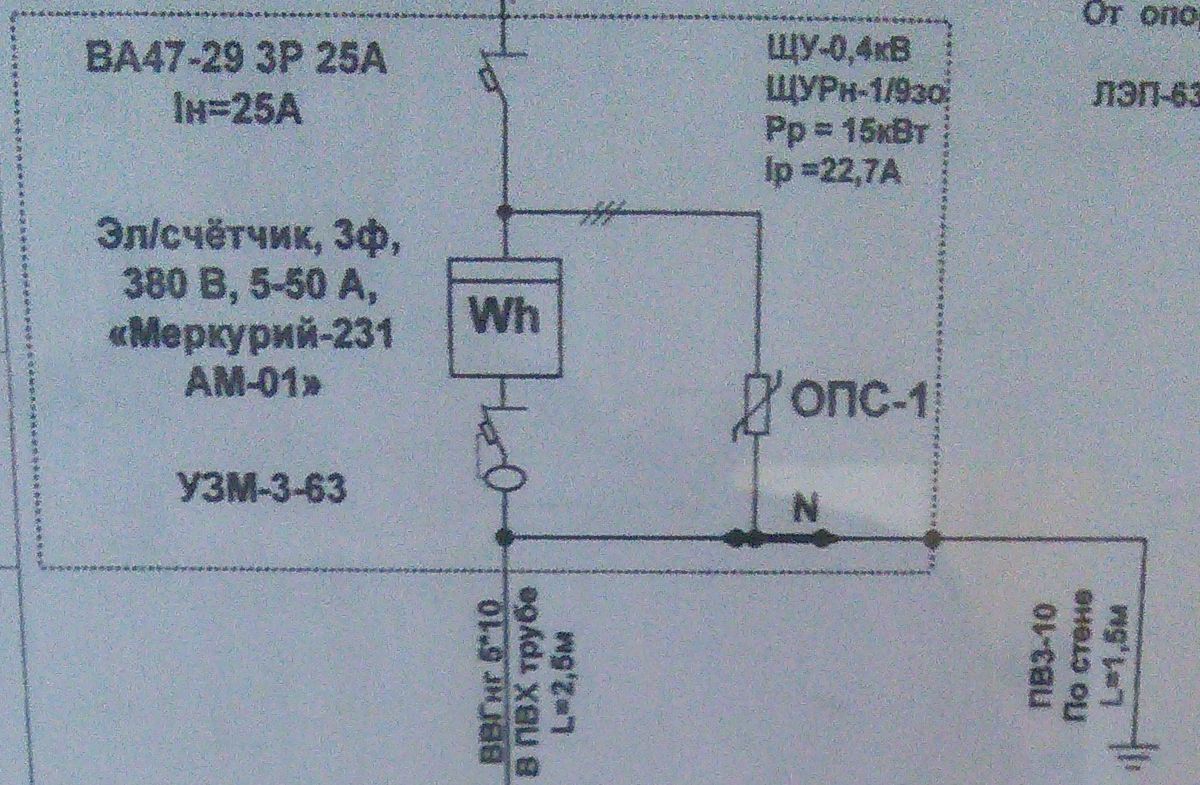 ВА47-29 3Р 25А
Iн=25А
ЩУ-0,4кВ
ЩУРн-1/9зо
Рр = 15кВт
Iр =22,7А
От опо
ЛЭП-63
Эл/счётчик, 3ф,
380 В, 5-50 А,
«Меркурий-231
АМ-01»
Wh
ОПС-1
УЗМ-3-63
N
ВВГнг 5*10
В ПВХ трубе
L=2,5м
ПВ3-10
По стене
L=1,5м